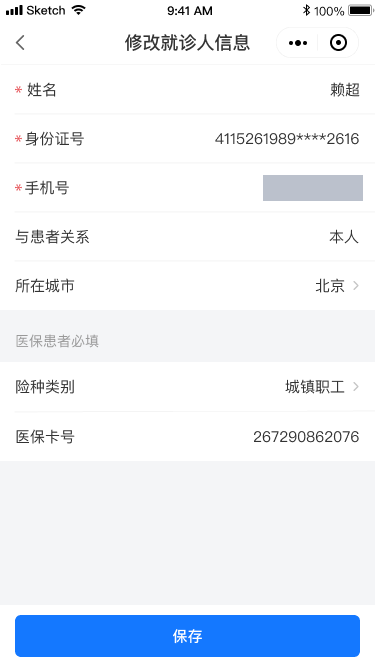 Sketch 9:41 AM 100%
修改就诊人信息
* 姓名 赖超
* 身份证号 4115261989****2616
* 手机号
与患者关系 本人
所在城市 北京
医保患者必填
险种类别 城镇职工
医保卡号 267290862076
保存